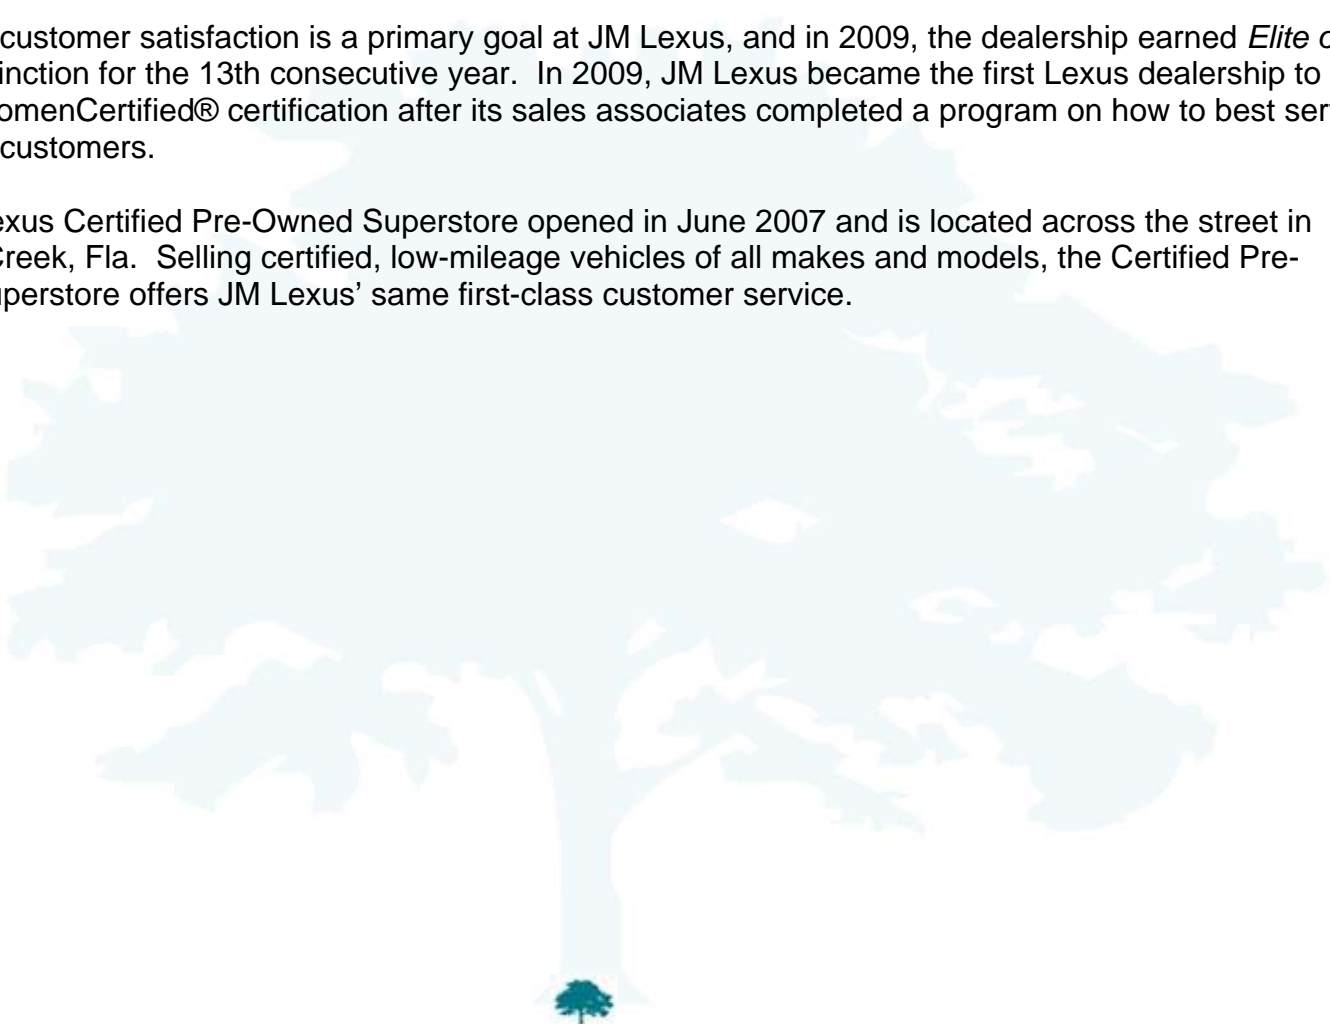 customer satisfaction is a primary goal at JM Lexus, and in 2009, the dealership earned Elite o
inction for the 13th consecutive year. In 2009, JM Lexus became the first Lexus dealership to
omenCertified® certification after its sales associates completed a program on how to best ser
customers.
exus Certified Pre-Owned Superstore opened in June 2007 and is located across the street in
Creek, Fla. Selling certified, low-mileage vehicles of all makes and models, the Certified Pre-
uperstore offers JM Lexus’ same first-class customer service.